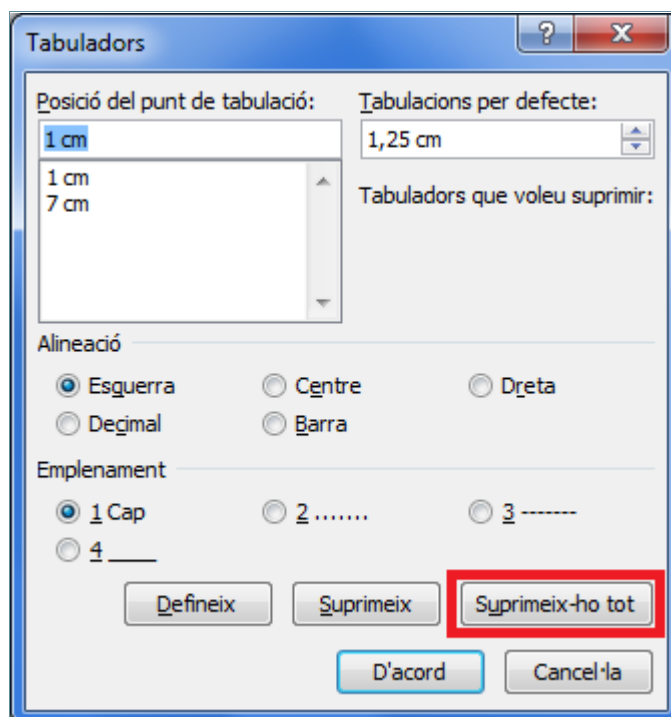 Tabuladors
Posició del punt de tabulació:
Tabulacions per defecte:
1 cm
1,25 cm
1 cm
7 cm
Tabuladors que voleu suprimir:
Alineació
Esquerra
Centre
Dreta
Decimal
Barra
Emplenament
1 Cap
2 .......
3 -------
4 ____
Defineix
Suprimeix
Suprimeix-ho tot
D'acord
Cancel·la